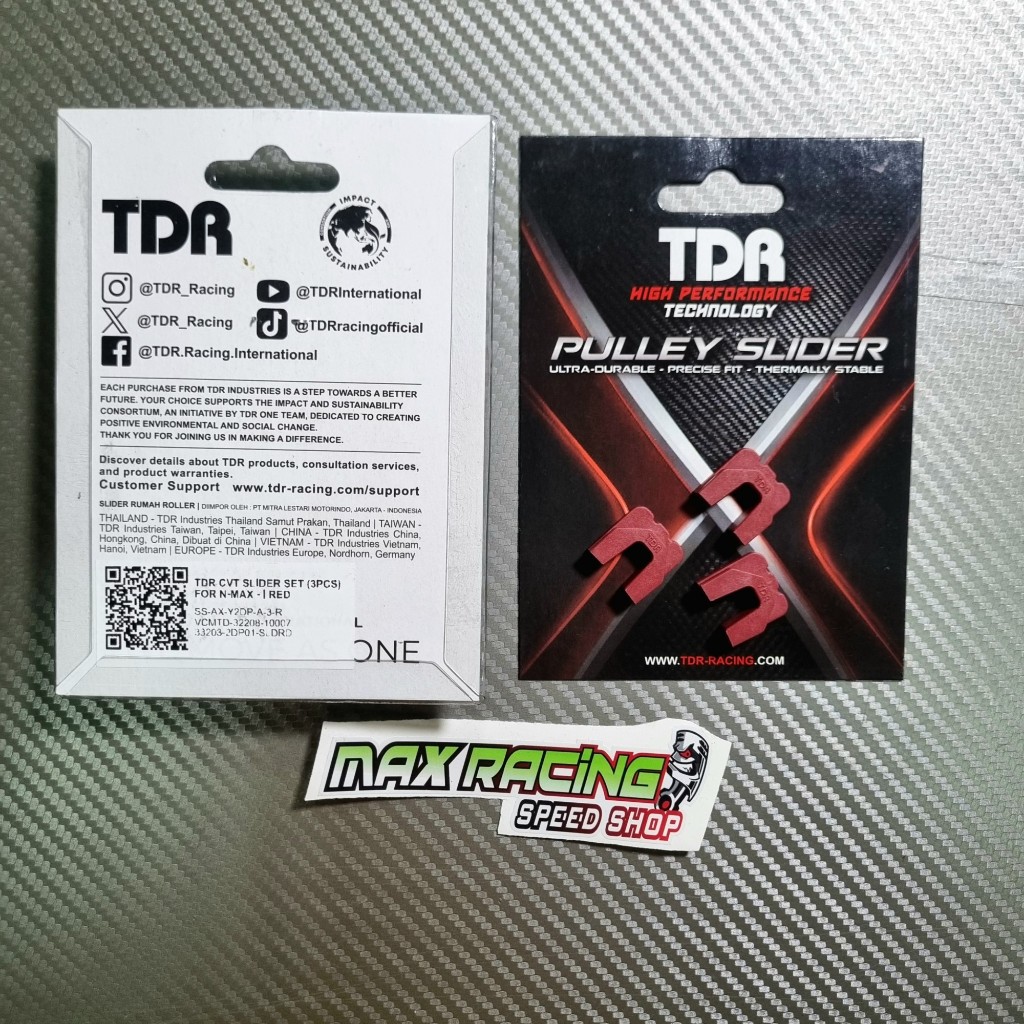 TDR
IMPACT
SUSTAINABILITY
@TDR_Racing
@TDRInternational
@TDR_Racing
@TDRracingofficial
@TDR.Racing.International
EACH PURCHASE FROM TDR INDUSTRIES IS A STEP TOWARDS A BETTER
FUTURE. YOUR CHOICE SUPPORTS THE IMPACT AND SUSTAINABILITY
CONSORTIUM, AN INITIATIVE BY TDR ONE TEAM, DEDICATED TO CREATING
POSITIVE ENVIRONMENTAL AND SOCIAL CHANGE.
THANK YOU FOR JOINING US IN MAKING A DIFFERENCE.
Discover details about TDR products, consultation services,
and product warranties.
Customer Support www.tdr-racing.com/support
SLIDER RUMAH ROLLER | DIIMPOR OLEH : PT MITRA LESTARI MOTORINDO, JAKARTA - INDONESIA
THAILAND - TDR Industries Thailand Samut Prakan, Thailand | TAIWAN -
TDR Industries Taiwan, Taipei, Taiwan | CHINA - TDR Industries China,
Hongkong, China, Dibuat di China | VIETNAM - TDR Industries Vietnam,
Hanoi, Vietnam | EUROPE - TDR Industries Europe, Nordhorn, Germany
TDR CVT SLIDER SET (3PCS)
FOR N-MAX - | RED
SS-AX-Y2DP-A-3-R
VCMTD-32208-10007
33203-2DP01-SLDRD
ONE
TDR
HIGH PERFORMANCE
TECHNOLOGY
PULLEY SLIDER
ULTRA-DURABLE - PRECISE FIT - THERMALLY STABLE
TDR
TDR
TDR
WWW.TDR-RACING.COM
MAX RACING
SPEED SHOP